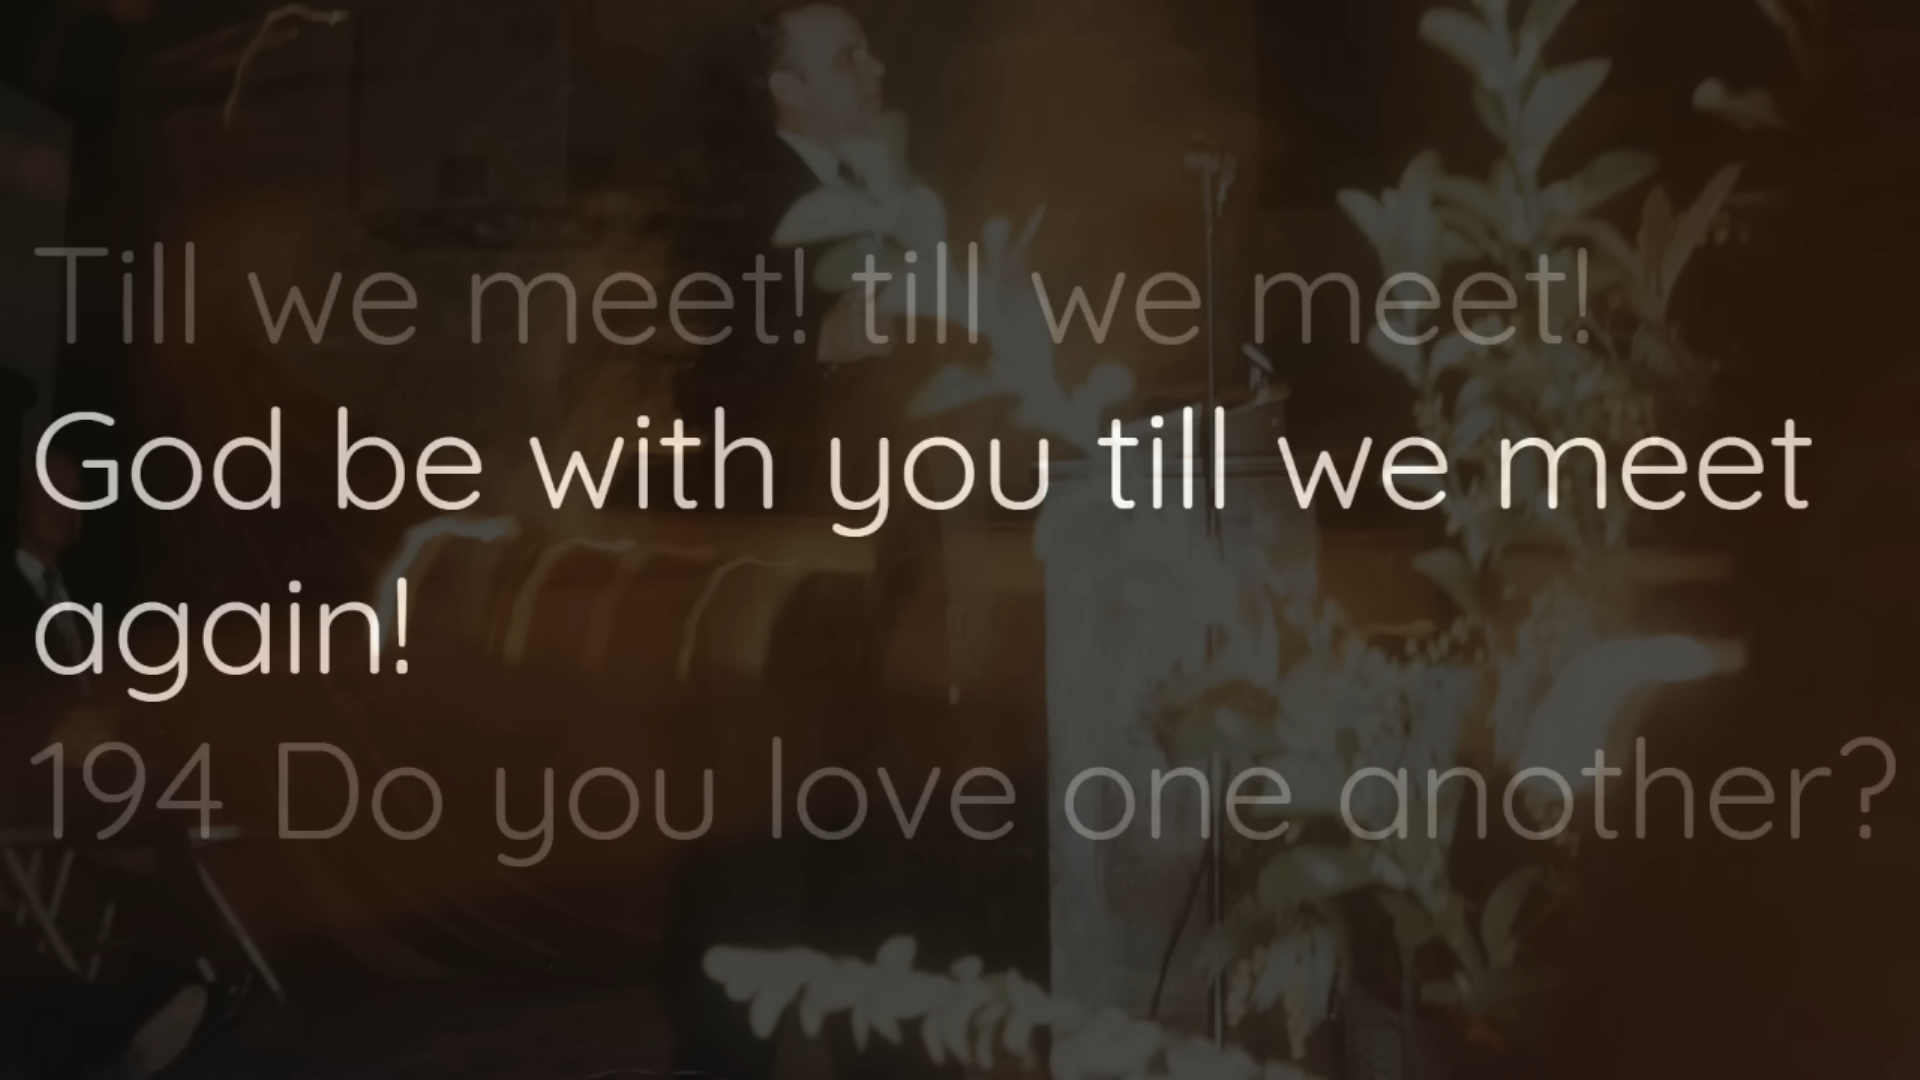 Till we meet! till we meet!
God be with you till we meet
again!
194 Do you love one another?